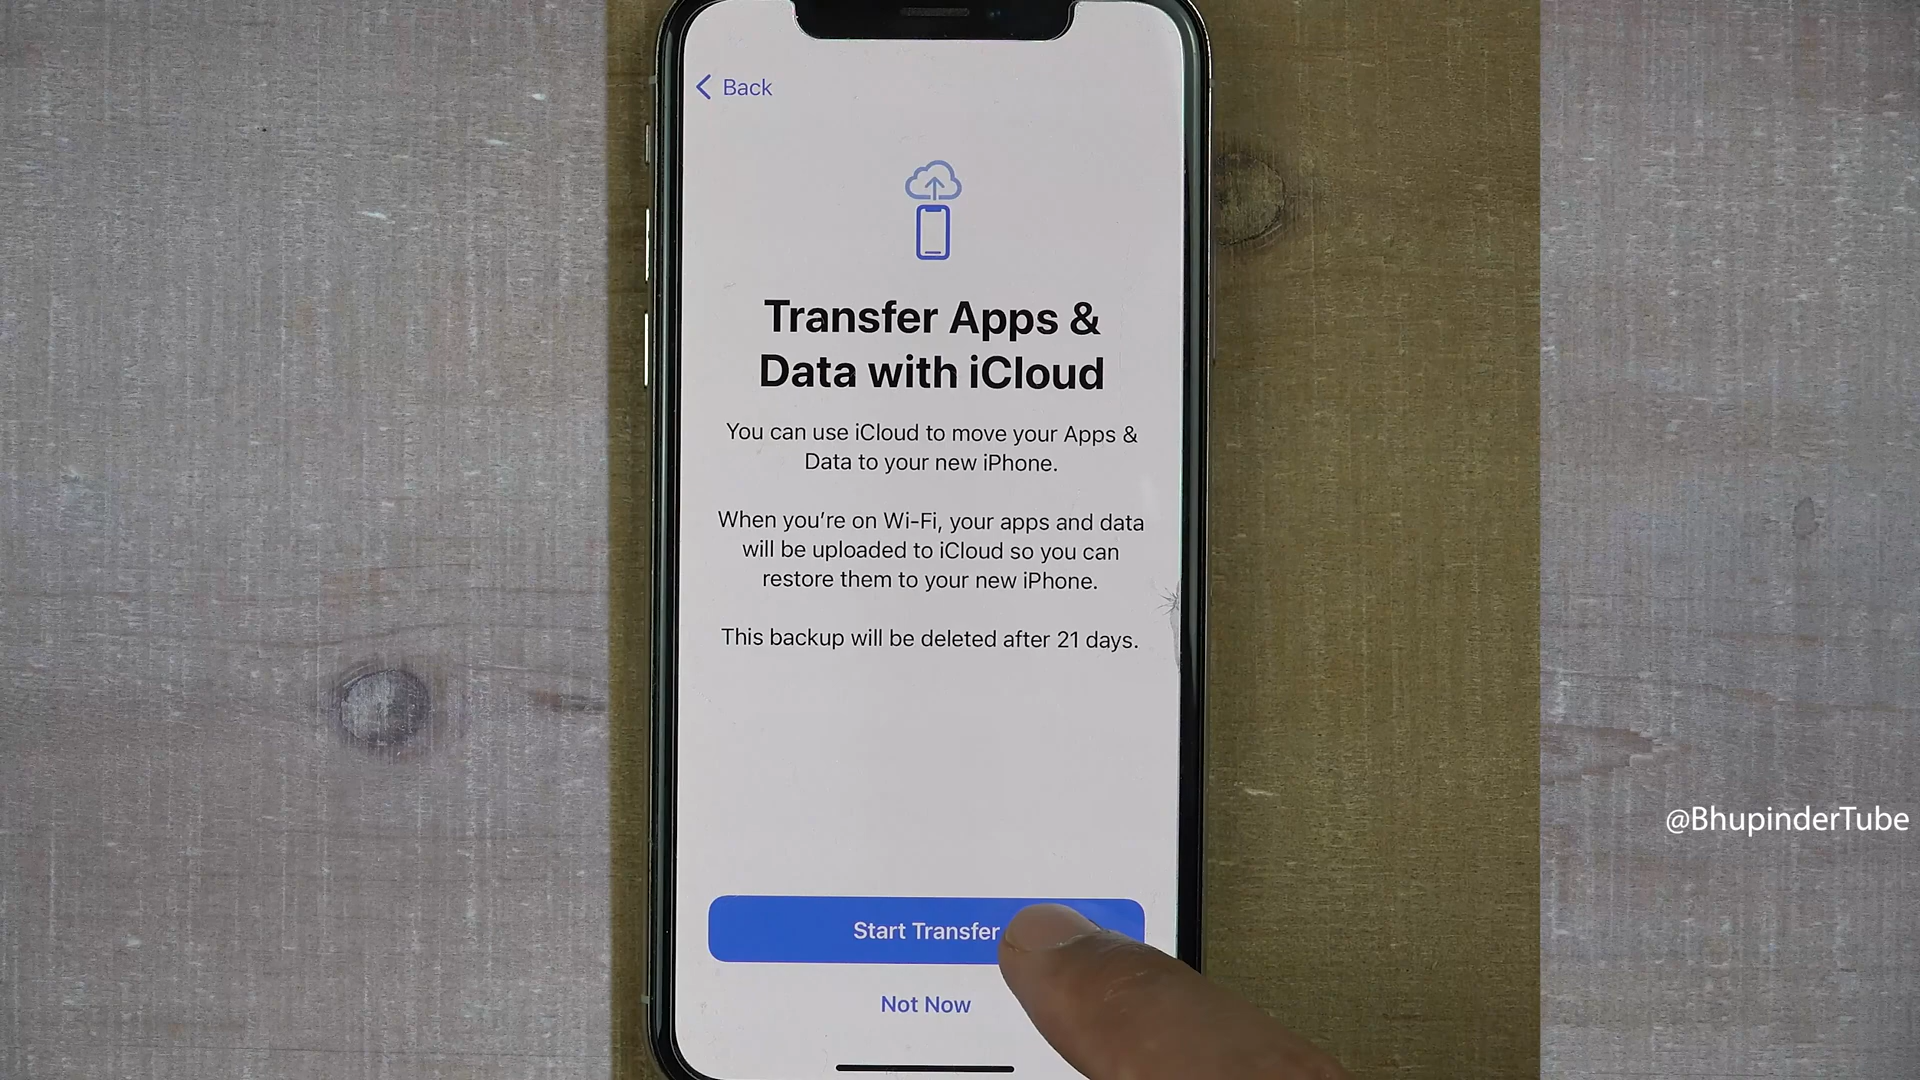 Back
Transfer Apps &
Data with iCloud
You can use iCloud to move your Apps &
Data to your new iPhone.
When you're on Wi-Fi, your apps and data
will be uploaded to iCloud so you can
restore them to your new iPhone.
This backup will be deleted after 21 days.
@BhupinderTube
Start Transfer
Not Now